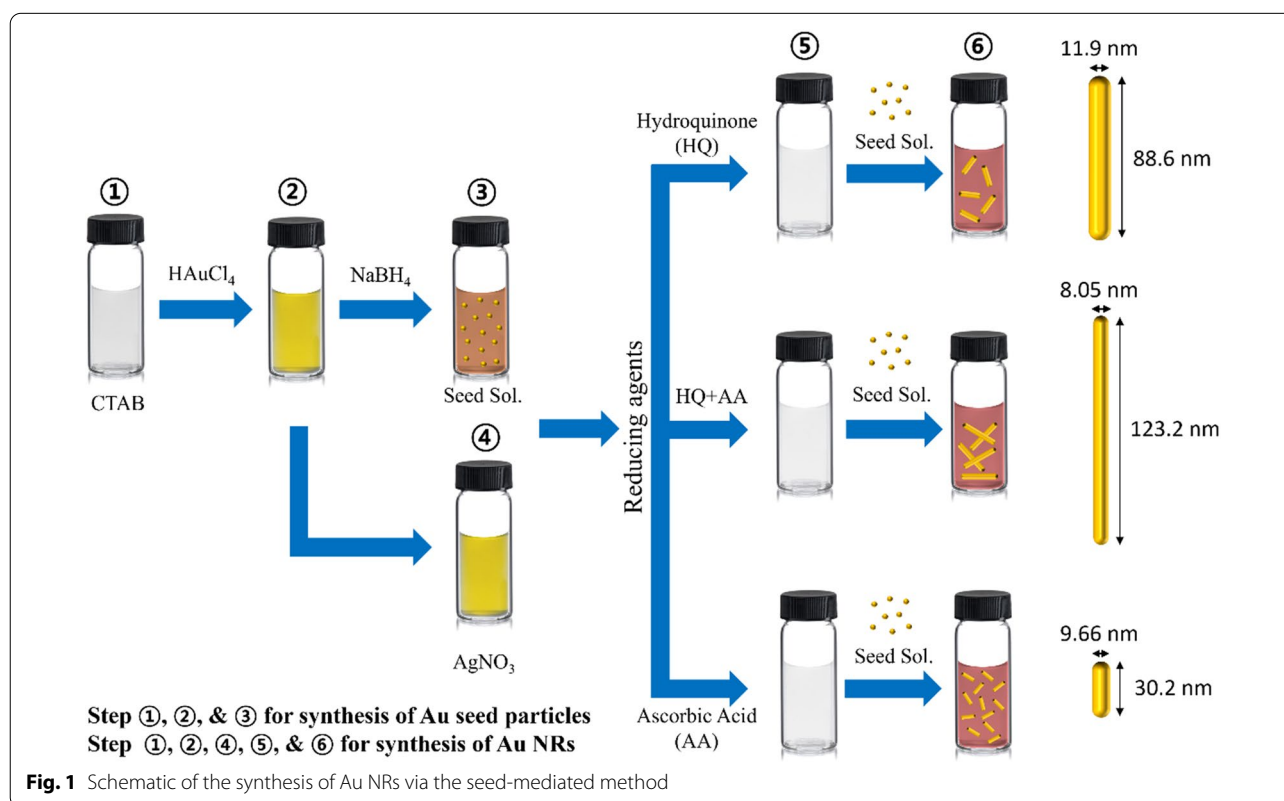 ①
CTAB
HAuCl₄
②
NaBH₄
③
Seed Sol.
④
AgNO₃
Reducing agents
Hydroquinone
(HQ)
⑤
Seed Sol.
⑥
11.9 nm
88.6 nm
HQ+AA
Seed Sol.
8.05 nm
123.2 nm
Ascorbic Acid
(AA)
Seed Sol.
9.66 nm
30.2 nm
Step ①, ②, & ③ for synthesis of Au seed particles
Step ①, ②, ④, ⑤, & ⑥ for synthesis of Au NRs
Fig. 1 Schematic of the synthesis of Au NRs via the seed-mediated method